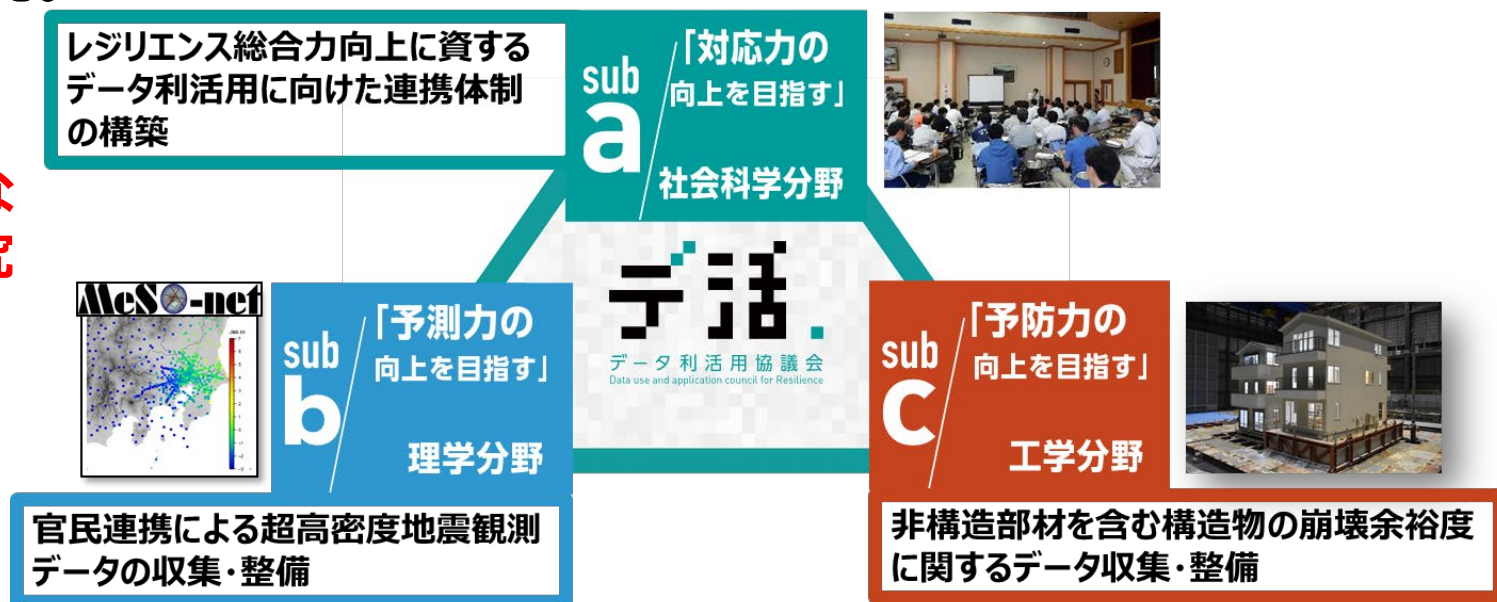 る。
レジリエンス総合力向上に資する
データ利活用に向けた連携体制
の構築
sub
a
「対応力の
向上を目指す」
社会科学分野
な
究
デ活.
データ利活用協議会
Data use and application council for Resilience
MeSO-net
sub
b
「予測力の
向上を目指す」
理学分野
官民連携による超高密度地震観測
データの収集・整備
sub
c
「予防力の
向上を目指す」
工学分野
非構造部材を含む構造物の崩壊余裕度
に関するデータ収集・整備